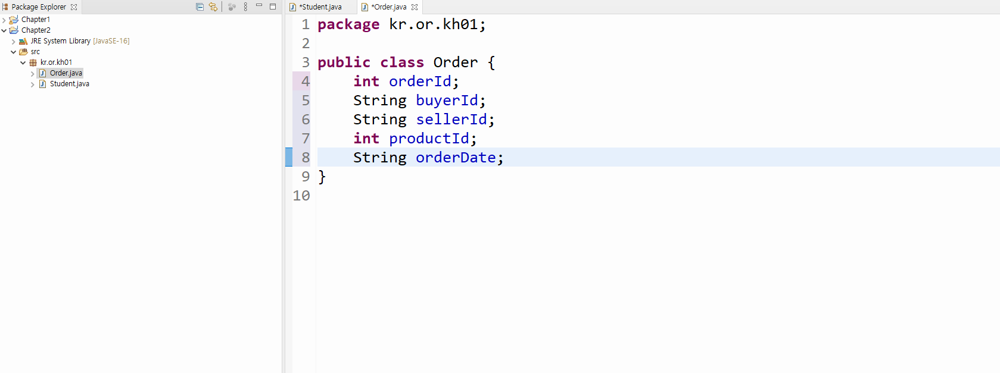 Package Explorer
Chapter1
Chapter2
JRE System Library [JavaSE-16]
src
kr.or.kh01
Order.java
Student.java
*Student.java
*Order.java
1 package kr.or.kh01;
2
3 public class Order {
4 int orderId;
5 String buyerId;
6 String sellerId;
7 int productId;
8 String orderDate;
9 }
10